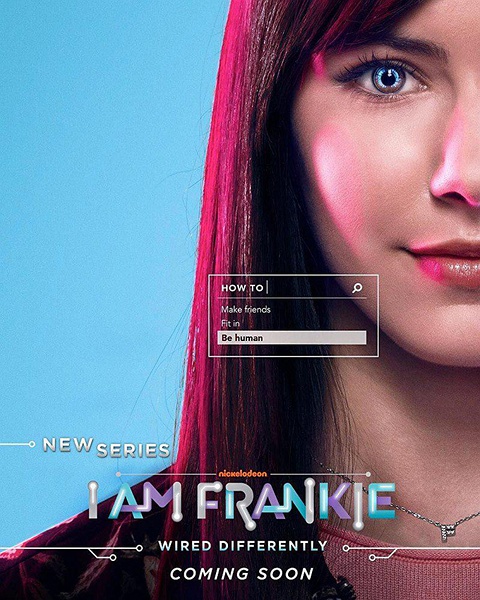 HOW TO
Make friends
Fit in
Be human
NEW SERIES
nickelodeon
I AM FRANKIE
WIRED DIFFERENTLY
COMING SOON
F